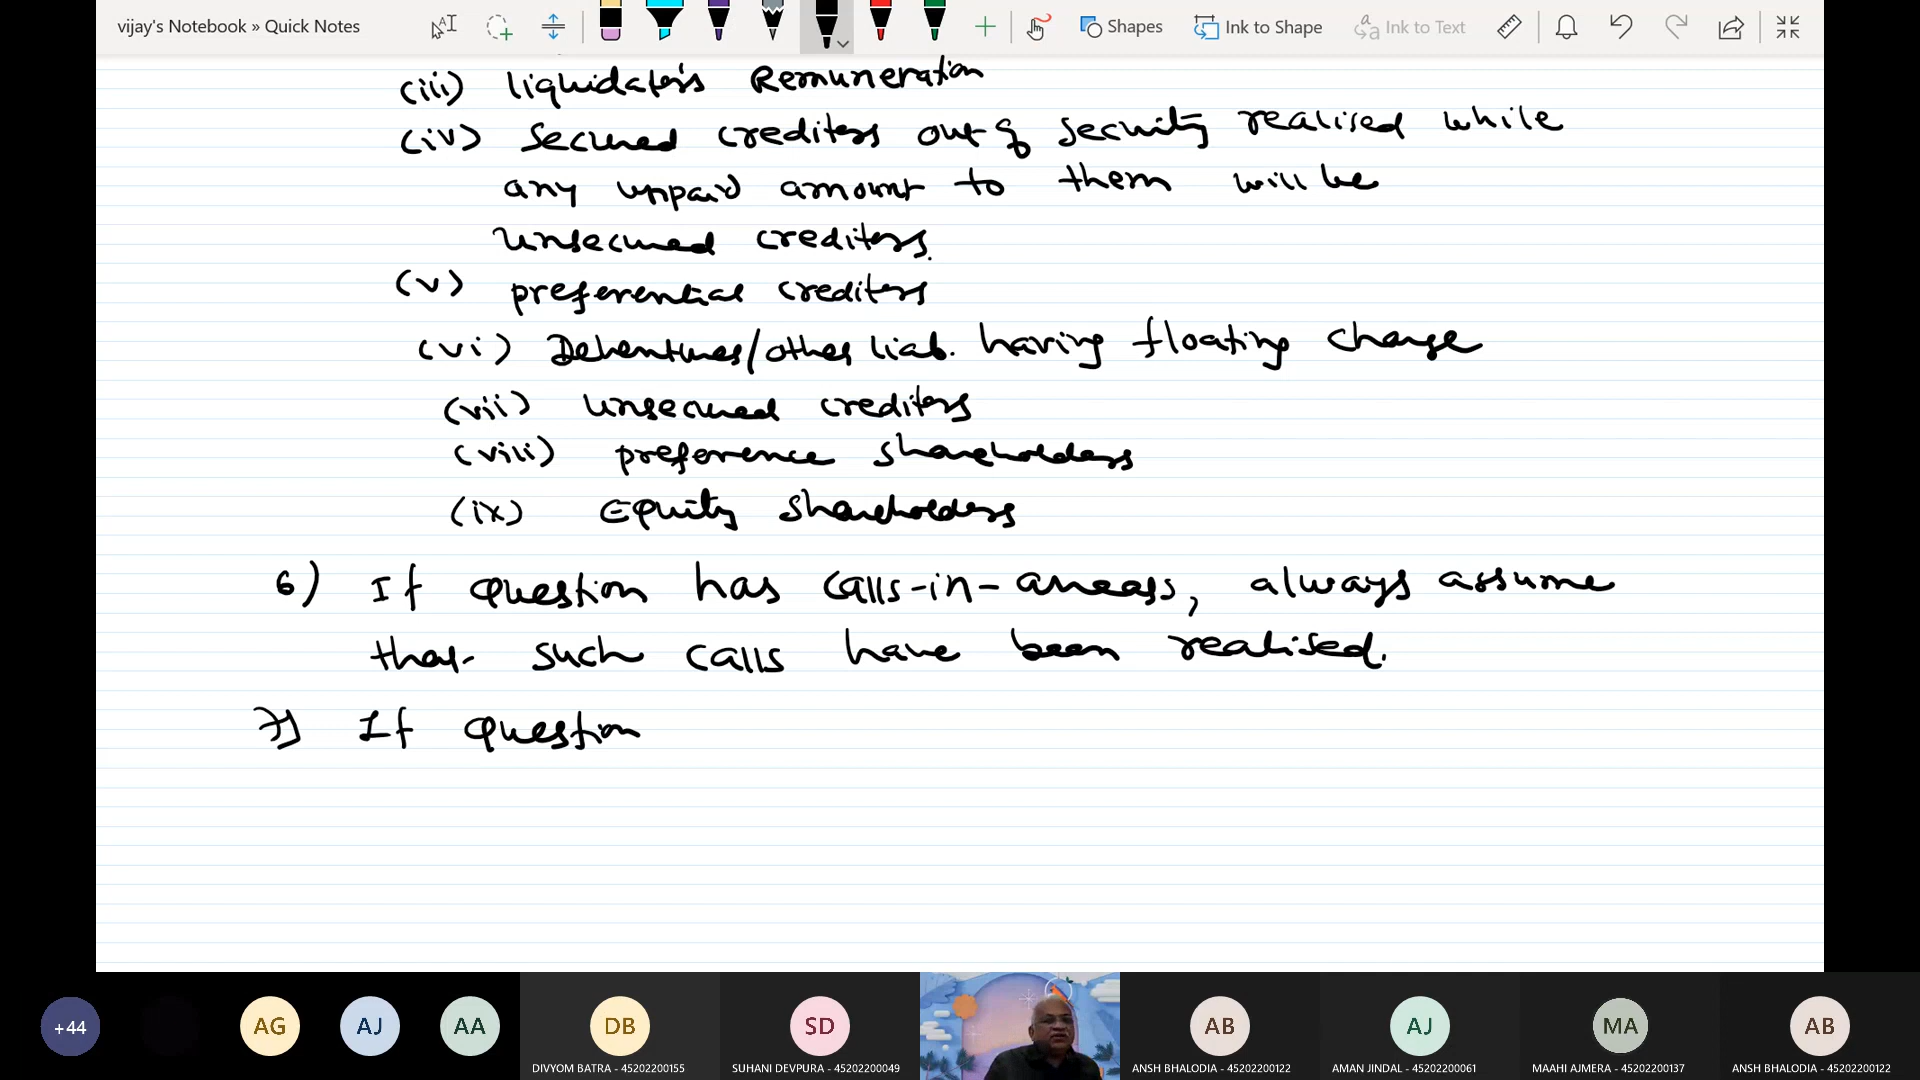 vijay's Notebook » Quick Notes
Shapes
Ink to Shape
Ink to Text
(iii) liquidator's Remuneration
(iv) Secured creditors out of security realised while
any unpaid amount to them will be
unsecured creditors.
(v) preferential creditors
(vi) Debentures/other liab. having floating charge
(vii) unsecured creditors
(viii) preference shareholders
(ix) Equity shareholders
6) If question has calls-in-arrears, always assume
that such calls have been realised.
7) If question
+44
AG
AJ
AA
DB
SD
AB
AJ
MA
AB
DIVYOM BATRA - 45202200155
SUHANI DEVPURA - 45202200049
ANSH BHALODIA - 45202200122
AMAN JINDAL - 45202200061
MAAHI AJMERA - 45202200137
ANSH BHALODIA - 45202200122